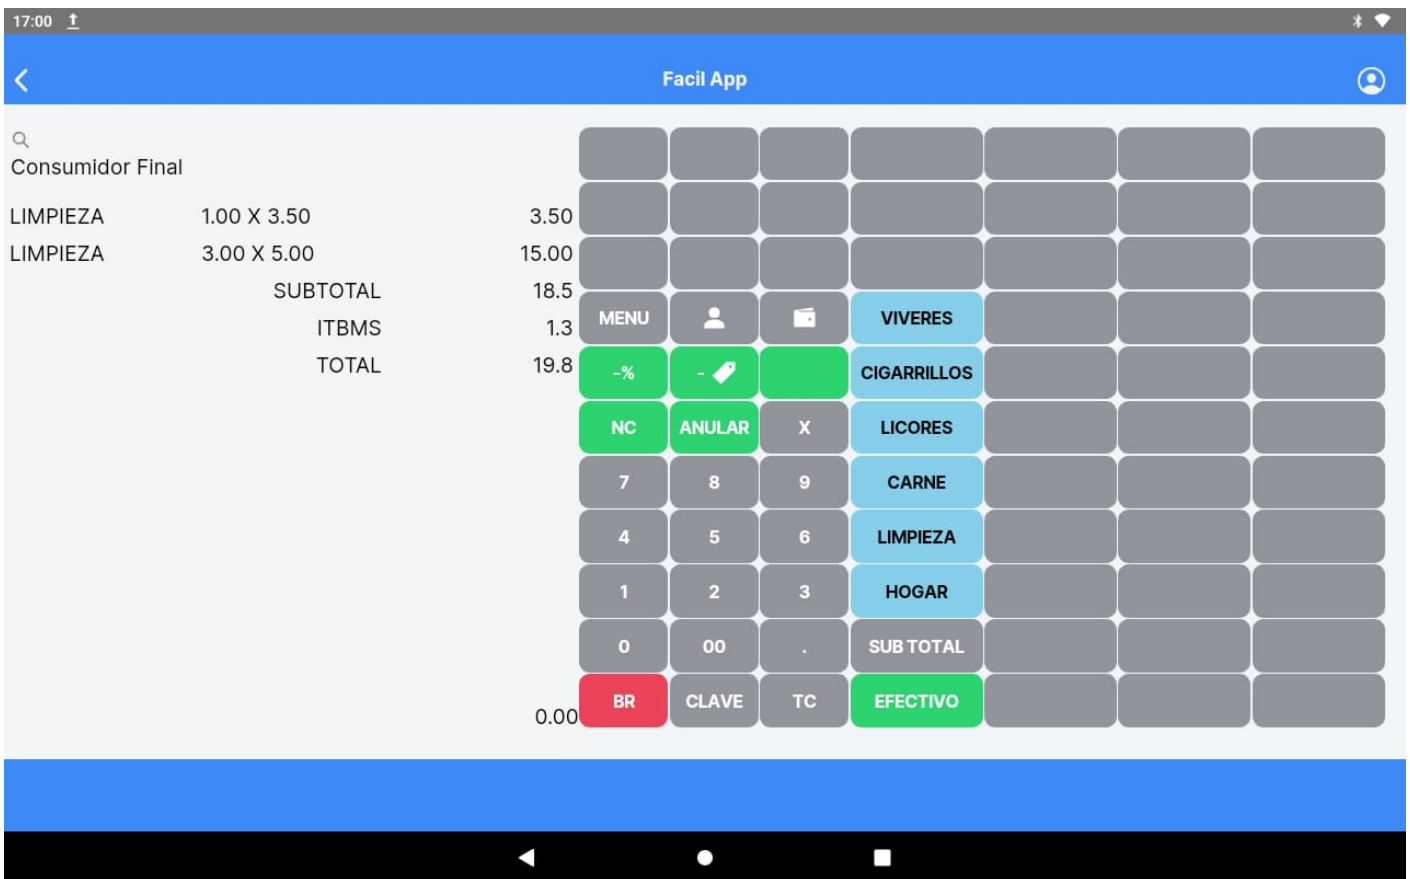 17:00
Facil App
Consumidor Final
LIMPIEZA 1.00 X 3.50 3.50
LIMPIEZA 3.00 X 5.00 15.00
SUBTOTAL 18.5
ITBMS 1.3
TOTAL 19.8
0.00
MENU VIVERES
-% - CIGARRILLOS
NC ANULAR X LICORES
7 8 9 CARNE
4 5 6 LIMPIEZA
1 2 3 HOGAR
0 00 . SUB TOTAL
BR CLAVE TC EFECTIVO